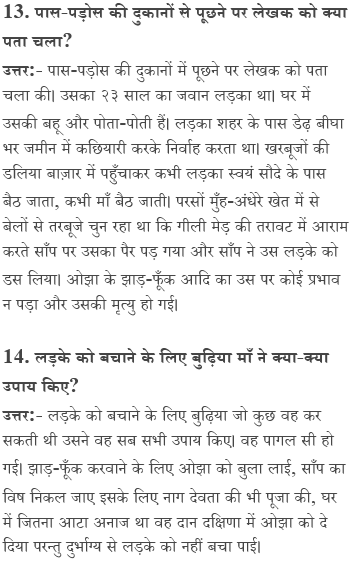 13. पास-पड़ोस की दुकानों से पूछने पर लेखक को क्या
पता चला?
उत्तर:- पास-पड़ोस की दुकानों में पूछने पर लेखक को पता
चला की। उसका २३ साल का जवान लड़का था। घर में
उसकी बहू और पोता-पोती हैं। लड़का शहर के पास डेढ़ बीघा
भर जमीन में कछियारी करके निर्वाह करता था। खरबूजों की
डलिया बाज़ार में पहुँचाकर कभी लड़का स्वयं सौदे के पास
बैठ जाता, कभी माँ बैठ जाती। परसों मुँह-अंधेरे खेत में से
बेलों से तरबूजे चुन रहा था कि गीली मेड़ की तरावट में आराम
करते साँप पर उसका पैर पड़ गया और साँप ने उस लड़के को
डस लिया। ओझा के झाड़-फूँक आदि का उस पर कोई प्रभाव
न पड़ा और उसकी मृत्यु हो गई।
14. लड़के को बचाने के लिए बुढ़िया माँ ने क्या-क्या
उपाय किए?
उत्तर:- लड़के को बचाने के लिए बुढ़िया जो कुछ वह कर
सकती थी उसने वह सब सभी उपाय किए। वह पागल सी हो
गई। झाड़-फूँक करवाने के लिए ओझा को बुला लाई, साँप का
विष निकल जाए इसके लिए नाग देवता की भी पूजा की, घर
में जितना आटा अनाज था वह दान दक्षिणा में ओझा को दे
दिया परन्तु दुर्भाग्य से लड़के को नहीं बचा पाई।